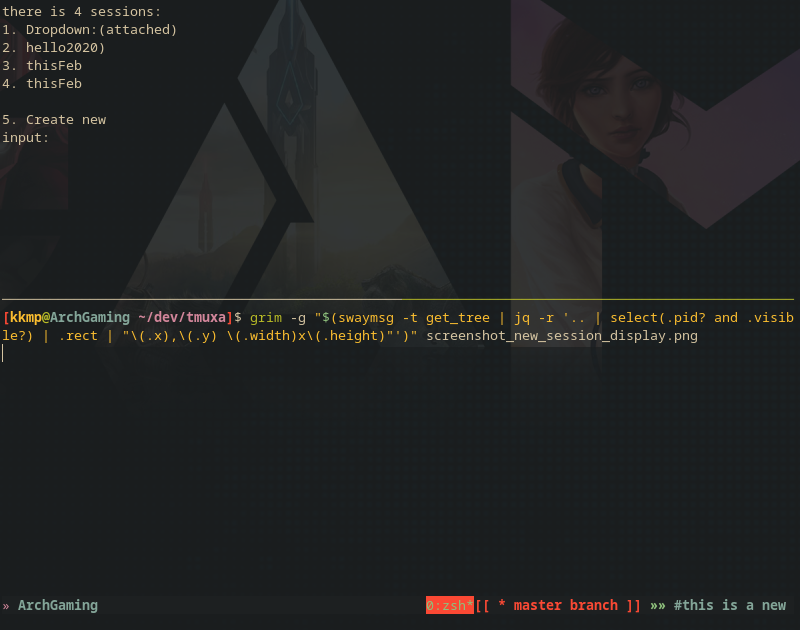 there is 4 sessions:
1. Dropdown:(attached)
2. hello2020)
3. thisFeb
4. thisFeb
5. Create new
input:
[kkmp@ArchGaming ~/dev/tmuxa]$ grim -g "$(swaymsg -t get_tree | jq -r '.. | select(.pid? and .visib
le?) | .rect | "\(.x),\(.y) \(.width)x\(.height)"')" screenshot_new_session_display.png
» ArchGaming 0:zsh*[[ * master branch ]] »» #this is a new